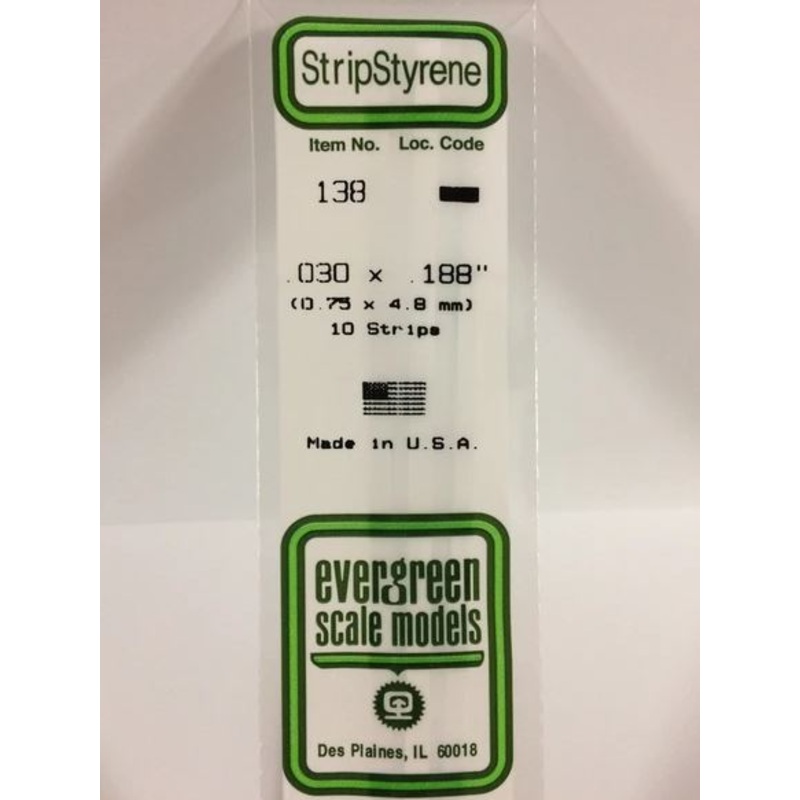 StripStyrene
Item No. Loc. Code
138
.030 x .188"
(0.75 x 4.8 mm)
10 Strips
Made in U.S.A.
evergreen
scale models
Des Plaines, IL 60018